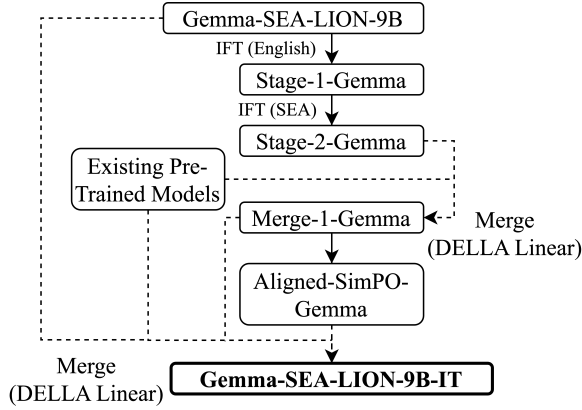 Gemma-SEA-LION-9B
IFT (English)
Stage-1-Gemma
IFT (SEA)
Stage-2-Gemma
Existing Pre-
Trained Models
Merge-1-Gemma
Merge
(DELLA Linear)
Aligned-SimPO-
Gemma
Merge
(DELLA Linear)
Gemma-SEA-LION-9B-IT